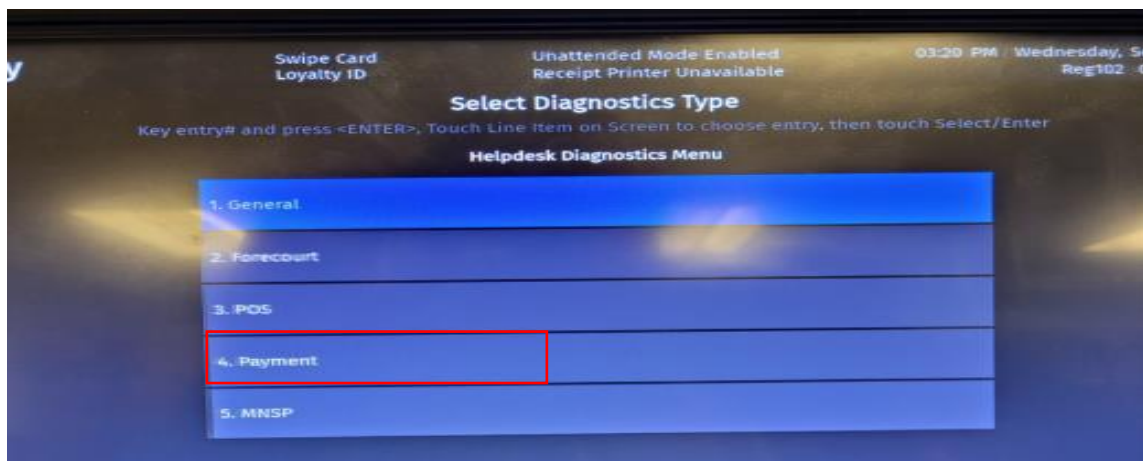 y
Swipe Card Unattended Mode Enabled 03:20 PM Wednesday, S
Loyalty ID Receipt Printer Unavailable Reg102
Select Diagnostics Type
Key entry# and press <ENTER>, Touch Line Item on Screen to choose entry, then touch Select/Enter
Helpdesk Diagnostics Menu
1. General
2. Forecourt
3. POS
4. Payment
5. MNSP